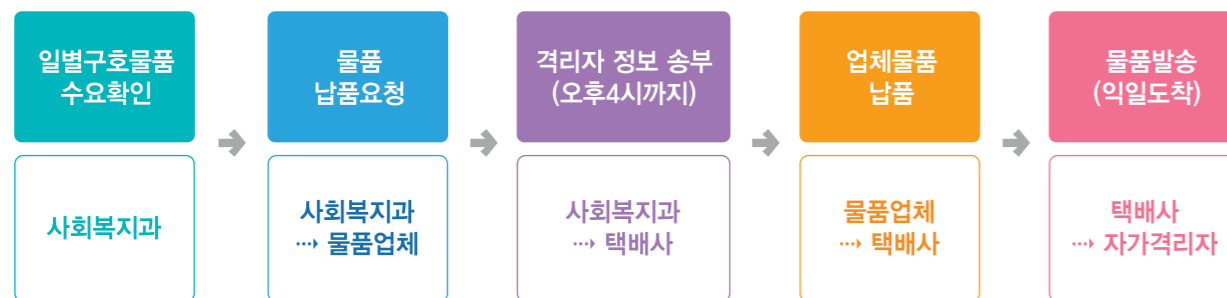 일별구호물품
수요확인
물품
납품요청
격리자 정보 송부
(오후4시까지)
업체물품
납품
물품발송
(익일도착)
사회복지과
사회복지과
⋯→ 물품업체
사회복지과
⋯→ 택배사
물품업체
⋯→ 택배사
택배사
⋯→ 자가격리자